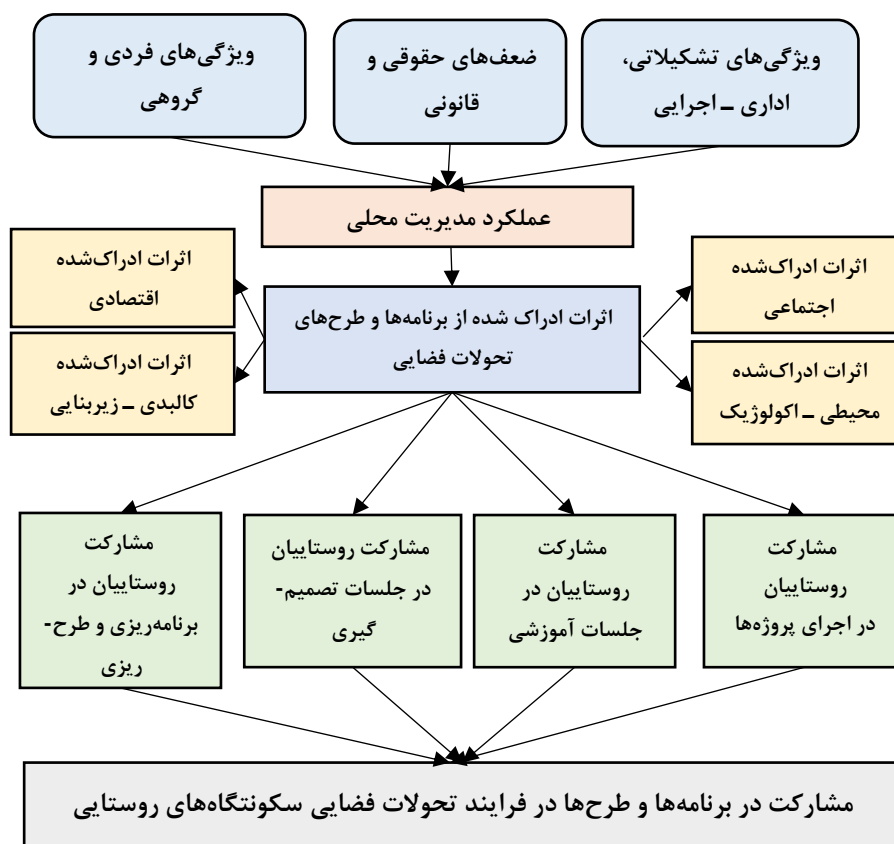 ویژگی‌های تشکیلاتی،
اداری ــ اجرایی
ضعف‌های حقوقی و
قانونی
ویژگی‌های فردی و
گروهی
عملکرد مدیریت محلی
اثرات ادراک‌شده
اجتماعی
اثرات ادراک‌شده
محیطی ــ اکولوژیک
اثرات ادراک شده از برنامه‌ها و طرح‌های
تحولات فضایی
اثرات ادراک‌شده
اقتصادی
اثرات ادراک‌شده
کالبدی ــ زیربنایی
مشارکت
روستاییان
در اجرای پروژه‌ها
مشارکت
روستاییان در
جلسات آموزشی
مشارکت روستاییان
در جلسات تصمیم-
گیری
مشارکت
روستاییان در
برنامه‌ریزی و طرح-
ریزی
مشارکت در برنامه‌ها و طرح‌ها در فرایند تحولات فضایی سکونتگاه‌های روستایی